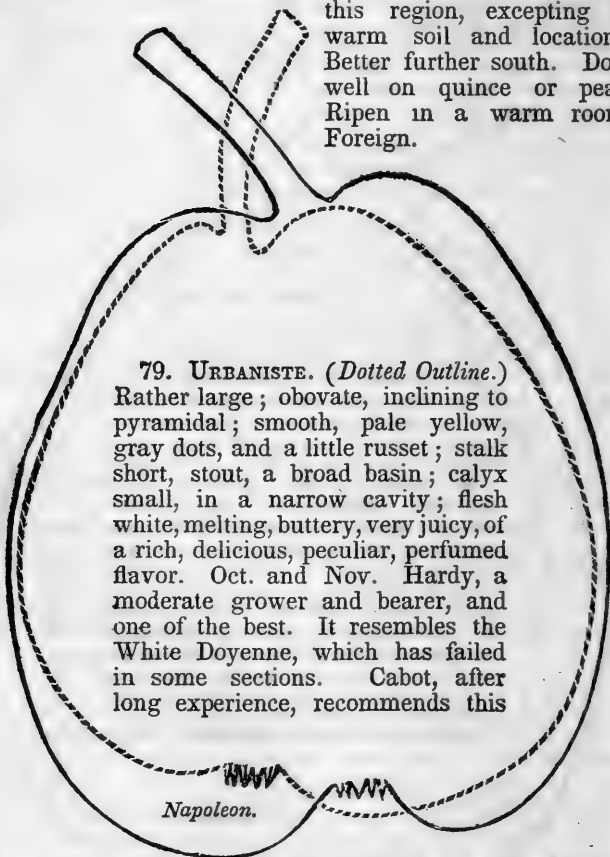 this region, excepting
warm soil and location
Better further south. Do
well on quince or pea
Ripen in a warm roor
Foreign.
79. URBANISTE. (Dotted Outline.)
Rather large; obovate, inclining to
pyramidal; smooth, pale yellow,
gray dots, and a little russet; stalk
short, stout, a broad basin; calyx
small, in a narrow cavity; flesh
white, melting, buttery, very juicy, of
a rich, delicious, peculiar, perfumed
flavor. Oct. and Nov. Hardy, a
moderate grower and bearer, and
one of the best. It resembles the
White Doyenne, which has failed
in some sections. Cabot, after
long experience, recommends this
Napoleon.